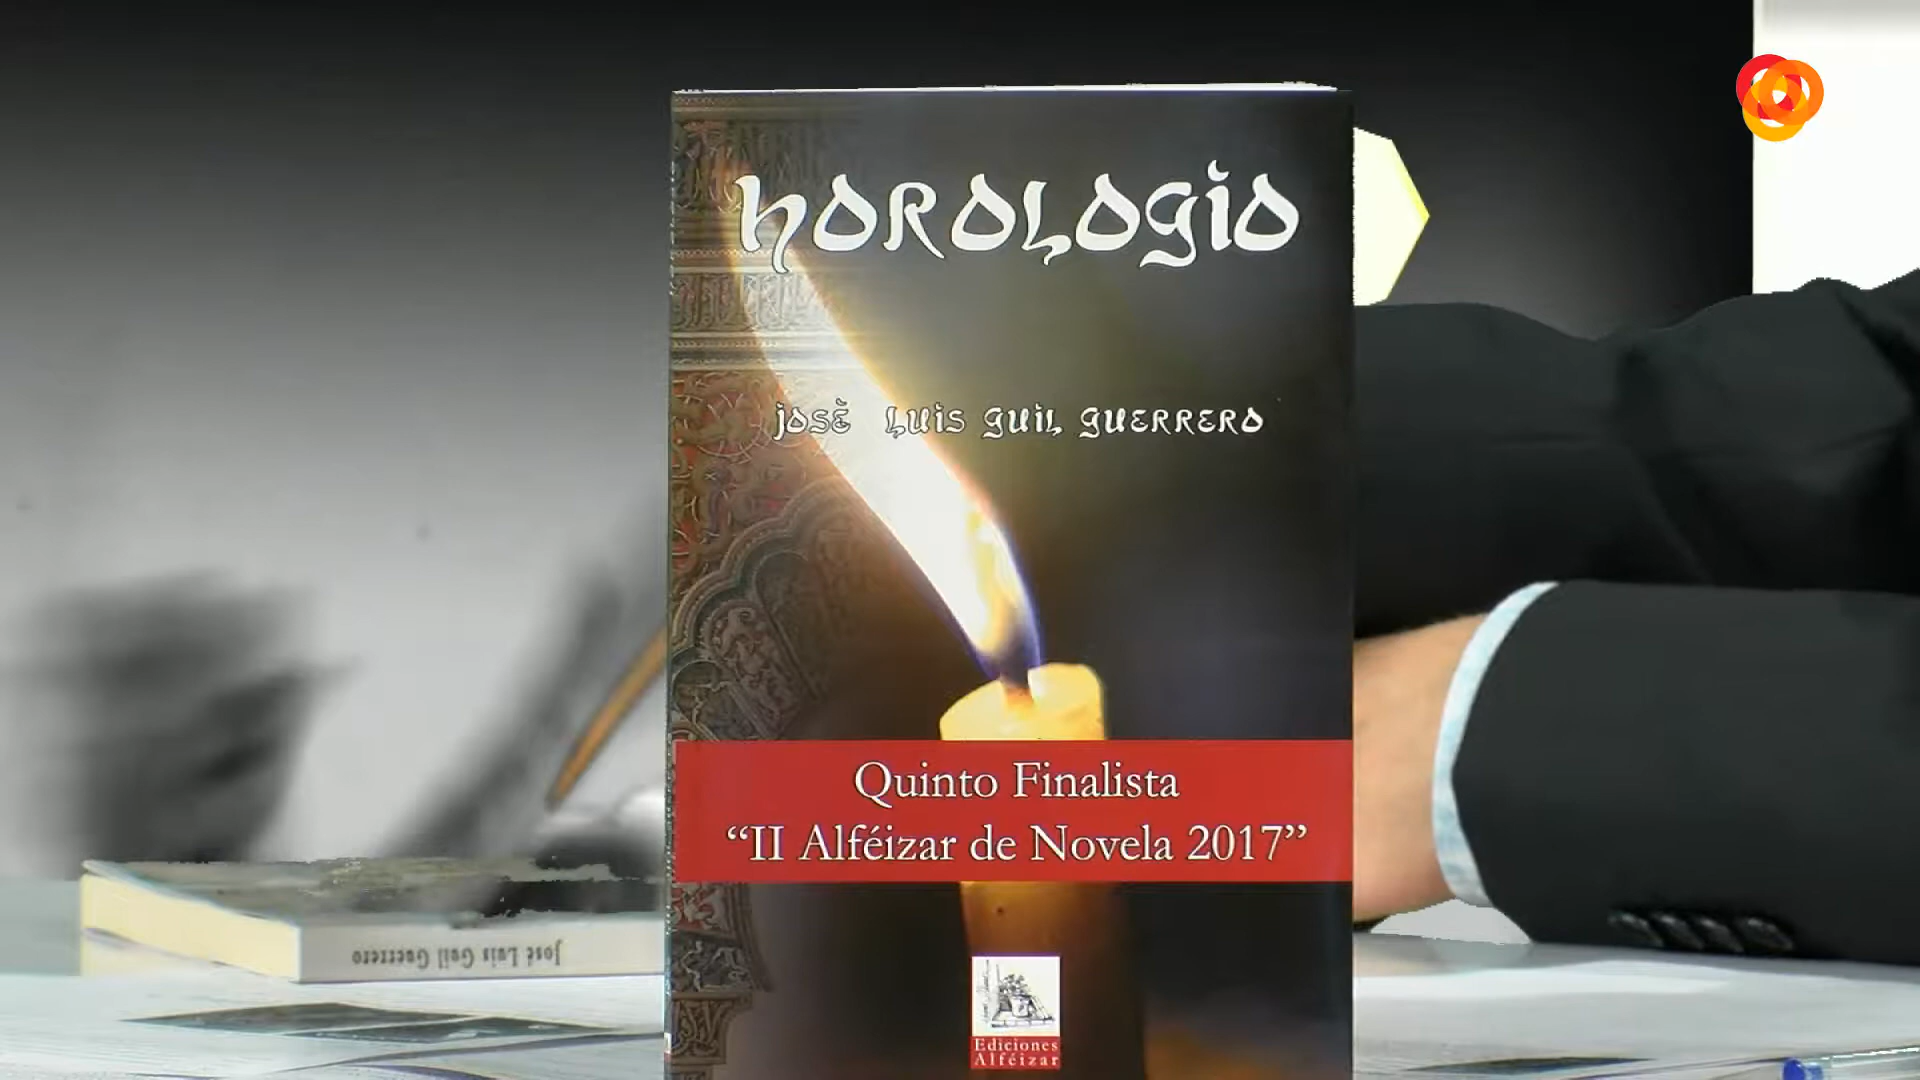 Horologio
José Luis Guil Guerrero
Quinto Finalista
“II Alféizar de Novela 2017”
Ediciones
Alféizar
José Luis Guil Guerrero